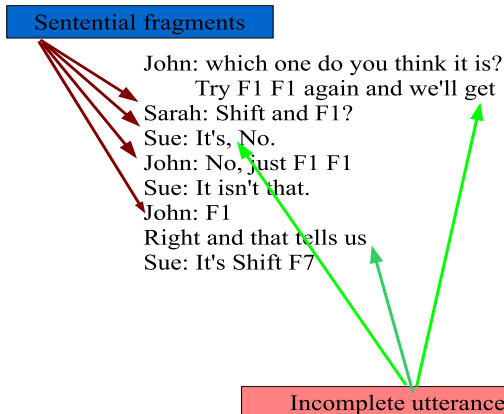 Sentential fragments
John: which one do you think it is?
Try F1 F1 again and we'll get
Sarah: Shift and F1?
Sue: It's, No.
John: No, just F1 F1
Sue: It isn't that.
John: F1
Right and that tells us
Sue: It's Shift F7
Incomplete utterance